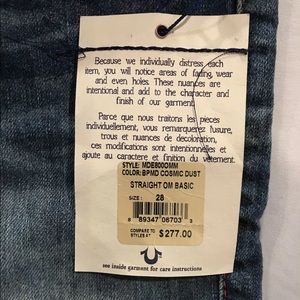 Because we individually distress each
item, you will notice areas of fading, wear
and even holes. These nuances are
intentional and add to the character and
finish of our garment.
Parce que nous traitons les pieces
individuellement, vous remarquerez l'usure,
trous et nuances de decoloration,
ces modifications sont intentionnelles et
ajoute au caractere et finition du vêtement.
STYLE: MDE800OMM
COLOR: BPMD COSMIC DUST
STRAIGHT OM BASIC
SIZE: 28
8 89347 06703 3
COMPARE TO
STYLES AT $277.00
see inside garment for care instructions